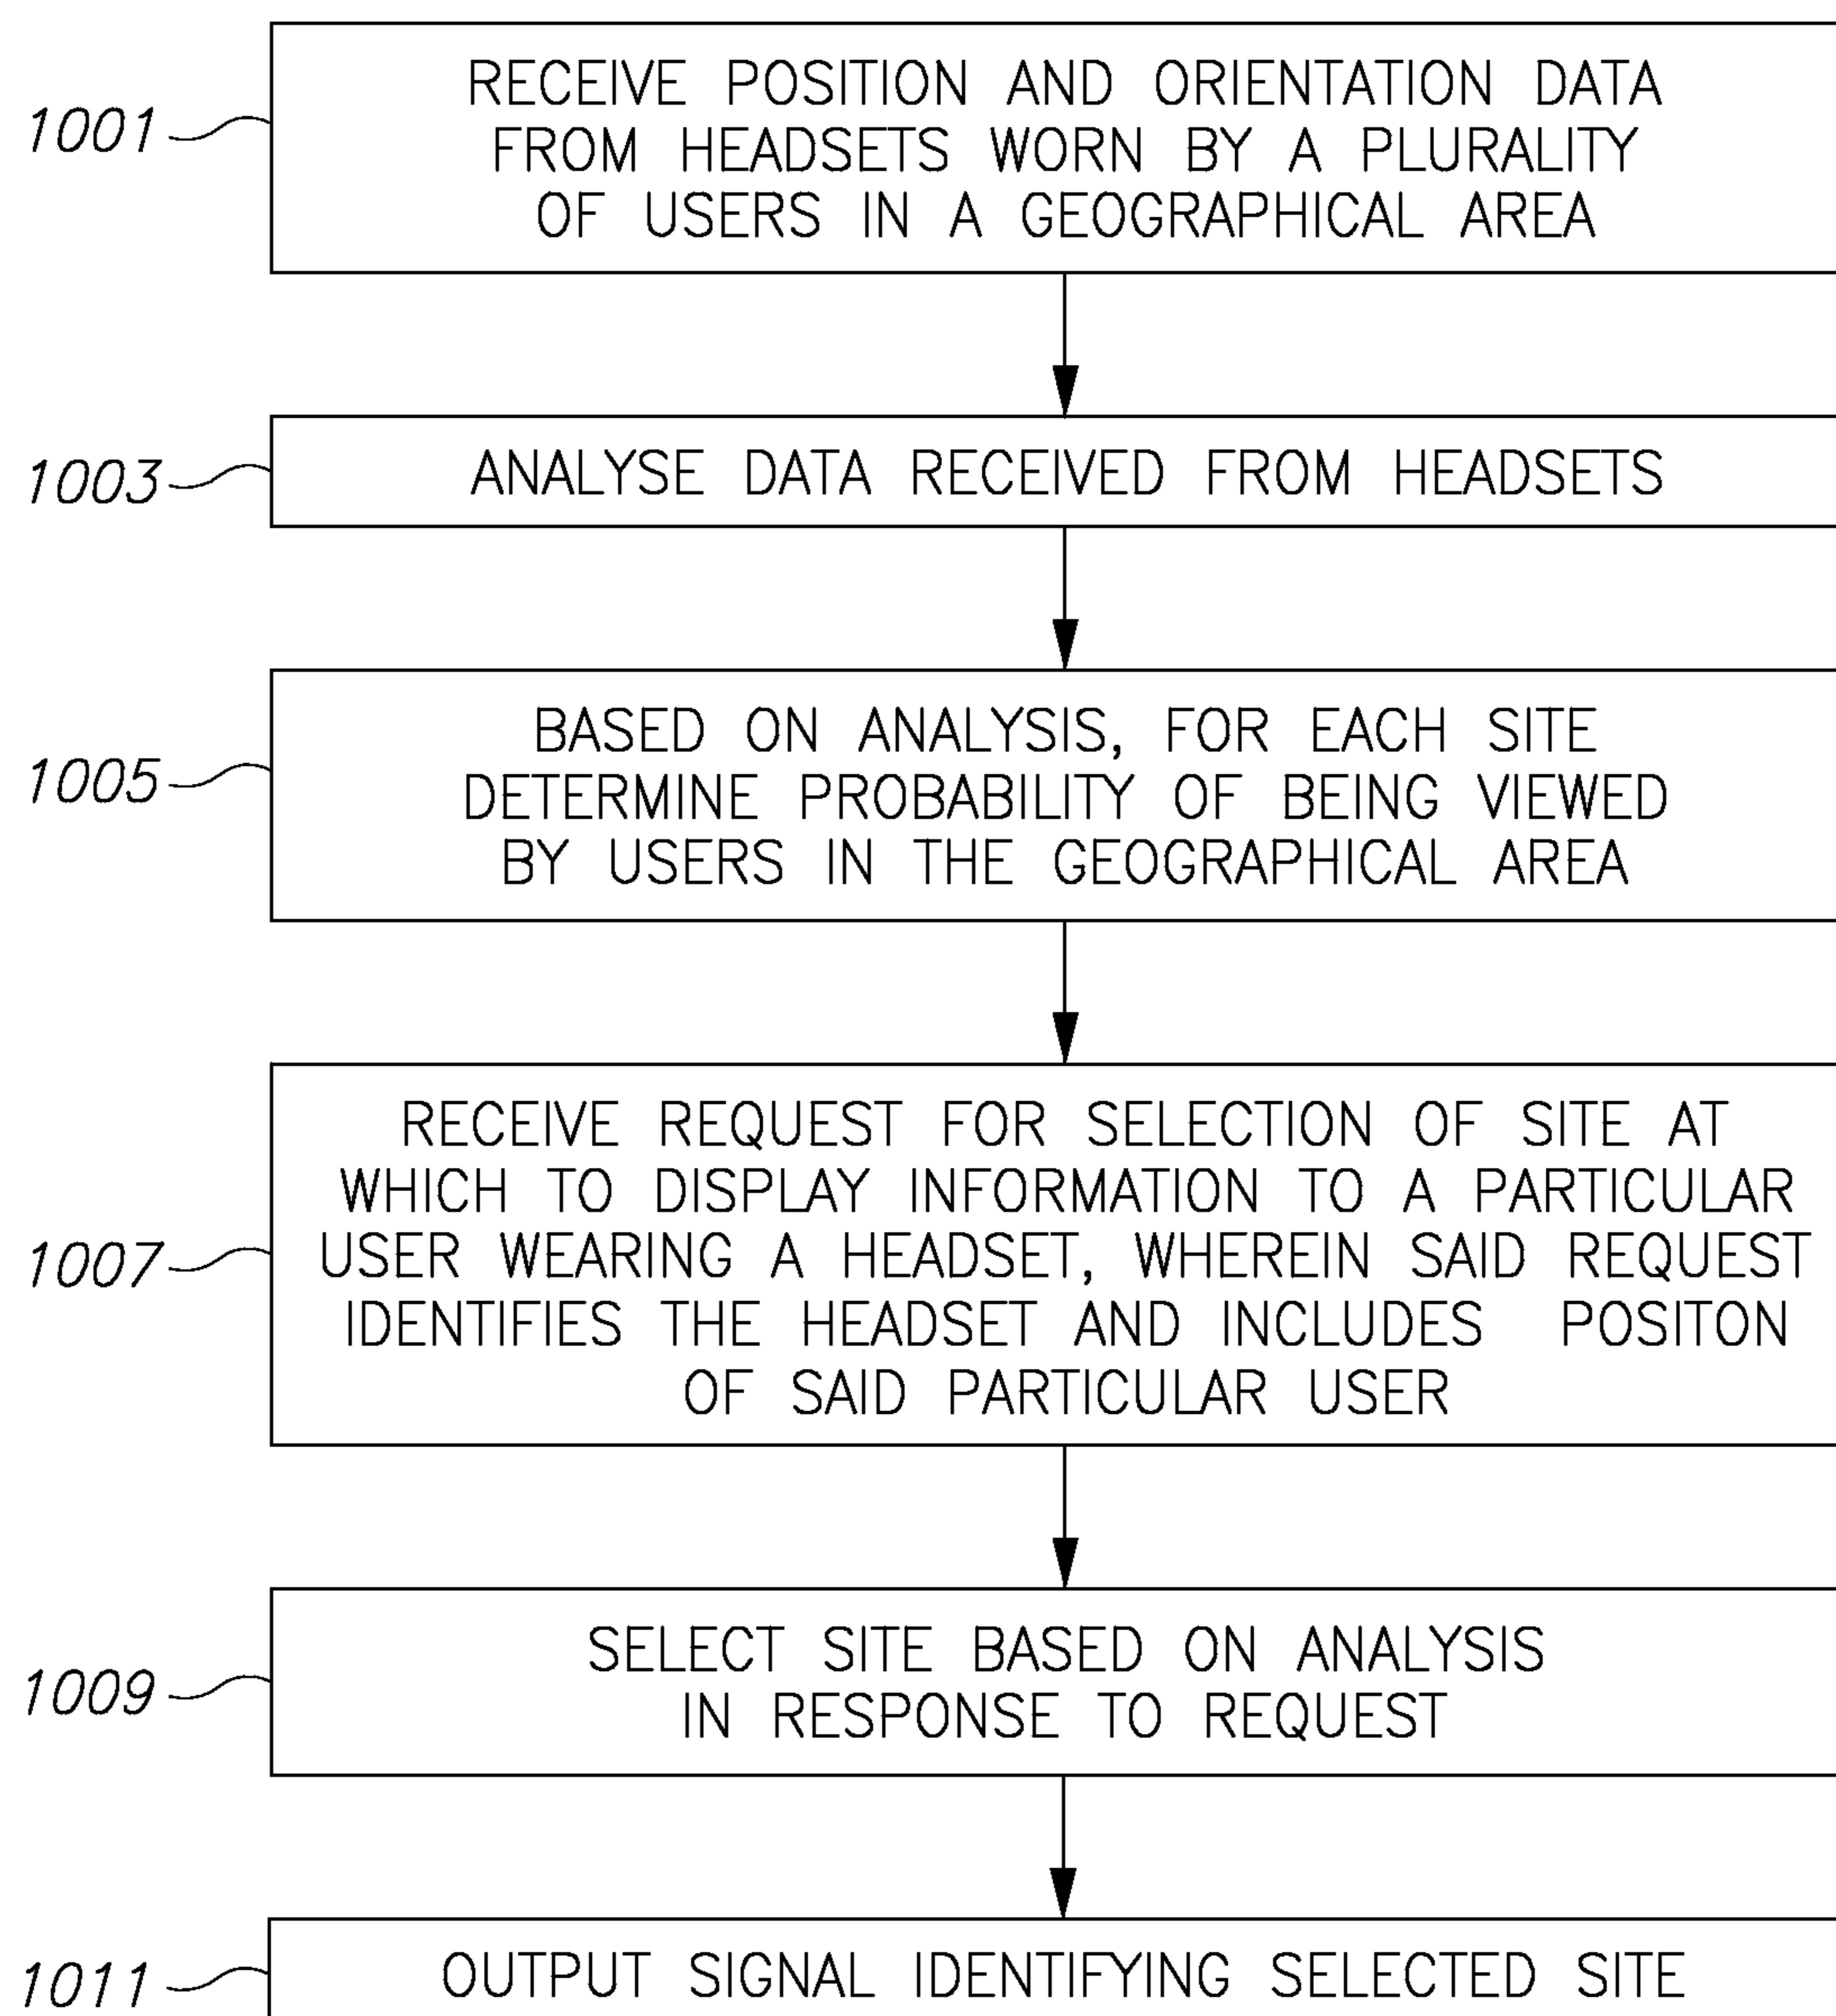 1001
RECEIVE POSITION AND ORIENTATION DATA
FROM HEADSETS WORN BY A PLURALITY
OF USERS IN A GEOGRAPHICAL AREA
1003
ANALYSE DATA RECEIVED FROM HEADSETS
1005
BASED ON ANALYSIS, FOR EACH SITE
DETERMINE PROBABILITY OF BEING VIEWED
BY USERS IN THE GEOGRAPHICAL AREA
1007
RECEIVE REQUEST FOR SELECTION OF SITE AT
WHICH TO DISPLAY INFORMATION TO A PARTICULAR
USER WEARING A HEADSET, WHEREIN SAID REQUEST
IDENTIFIES THE HEADSET AND INCLUDES POSITON
OF SAID PARTICULAR USER
1009
SELECT SITE BASED ON ANALYSIS
IN RESPONSE TO REQUEST
1011
OUTPUT SIGNAL IDENTIFYING SELECTED SITE